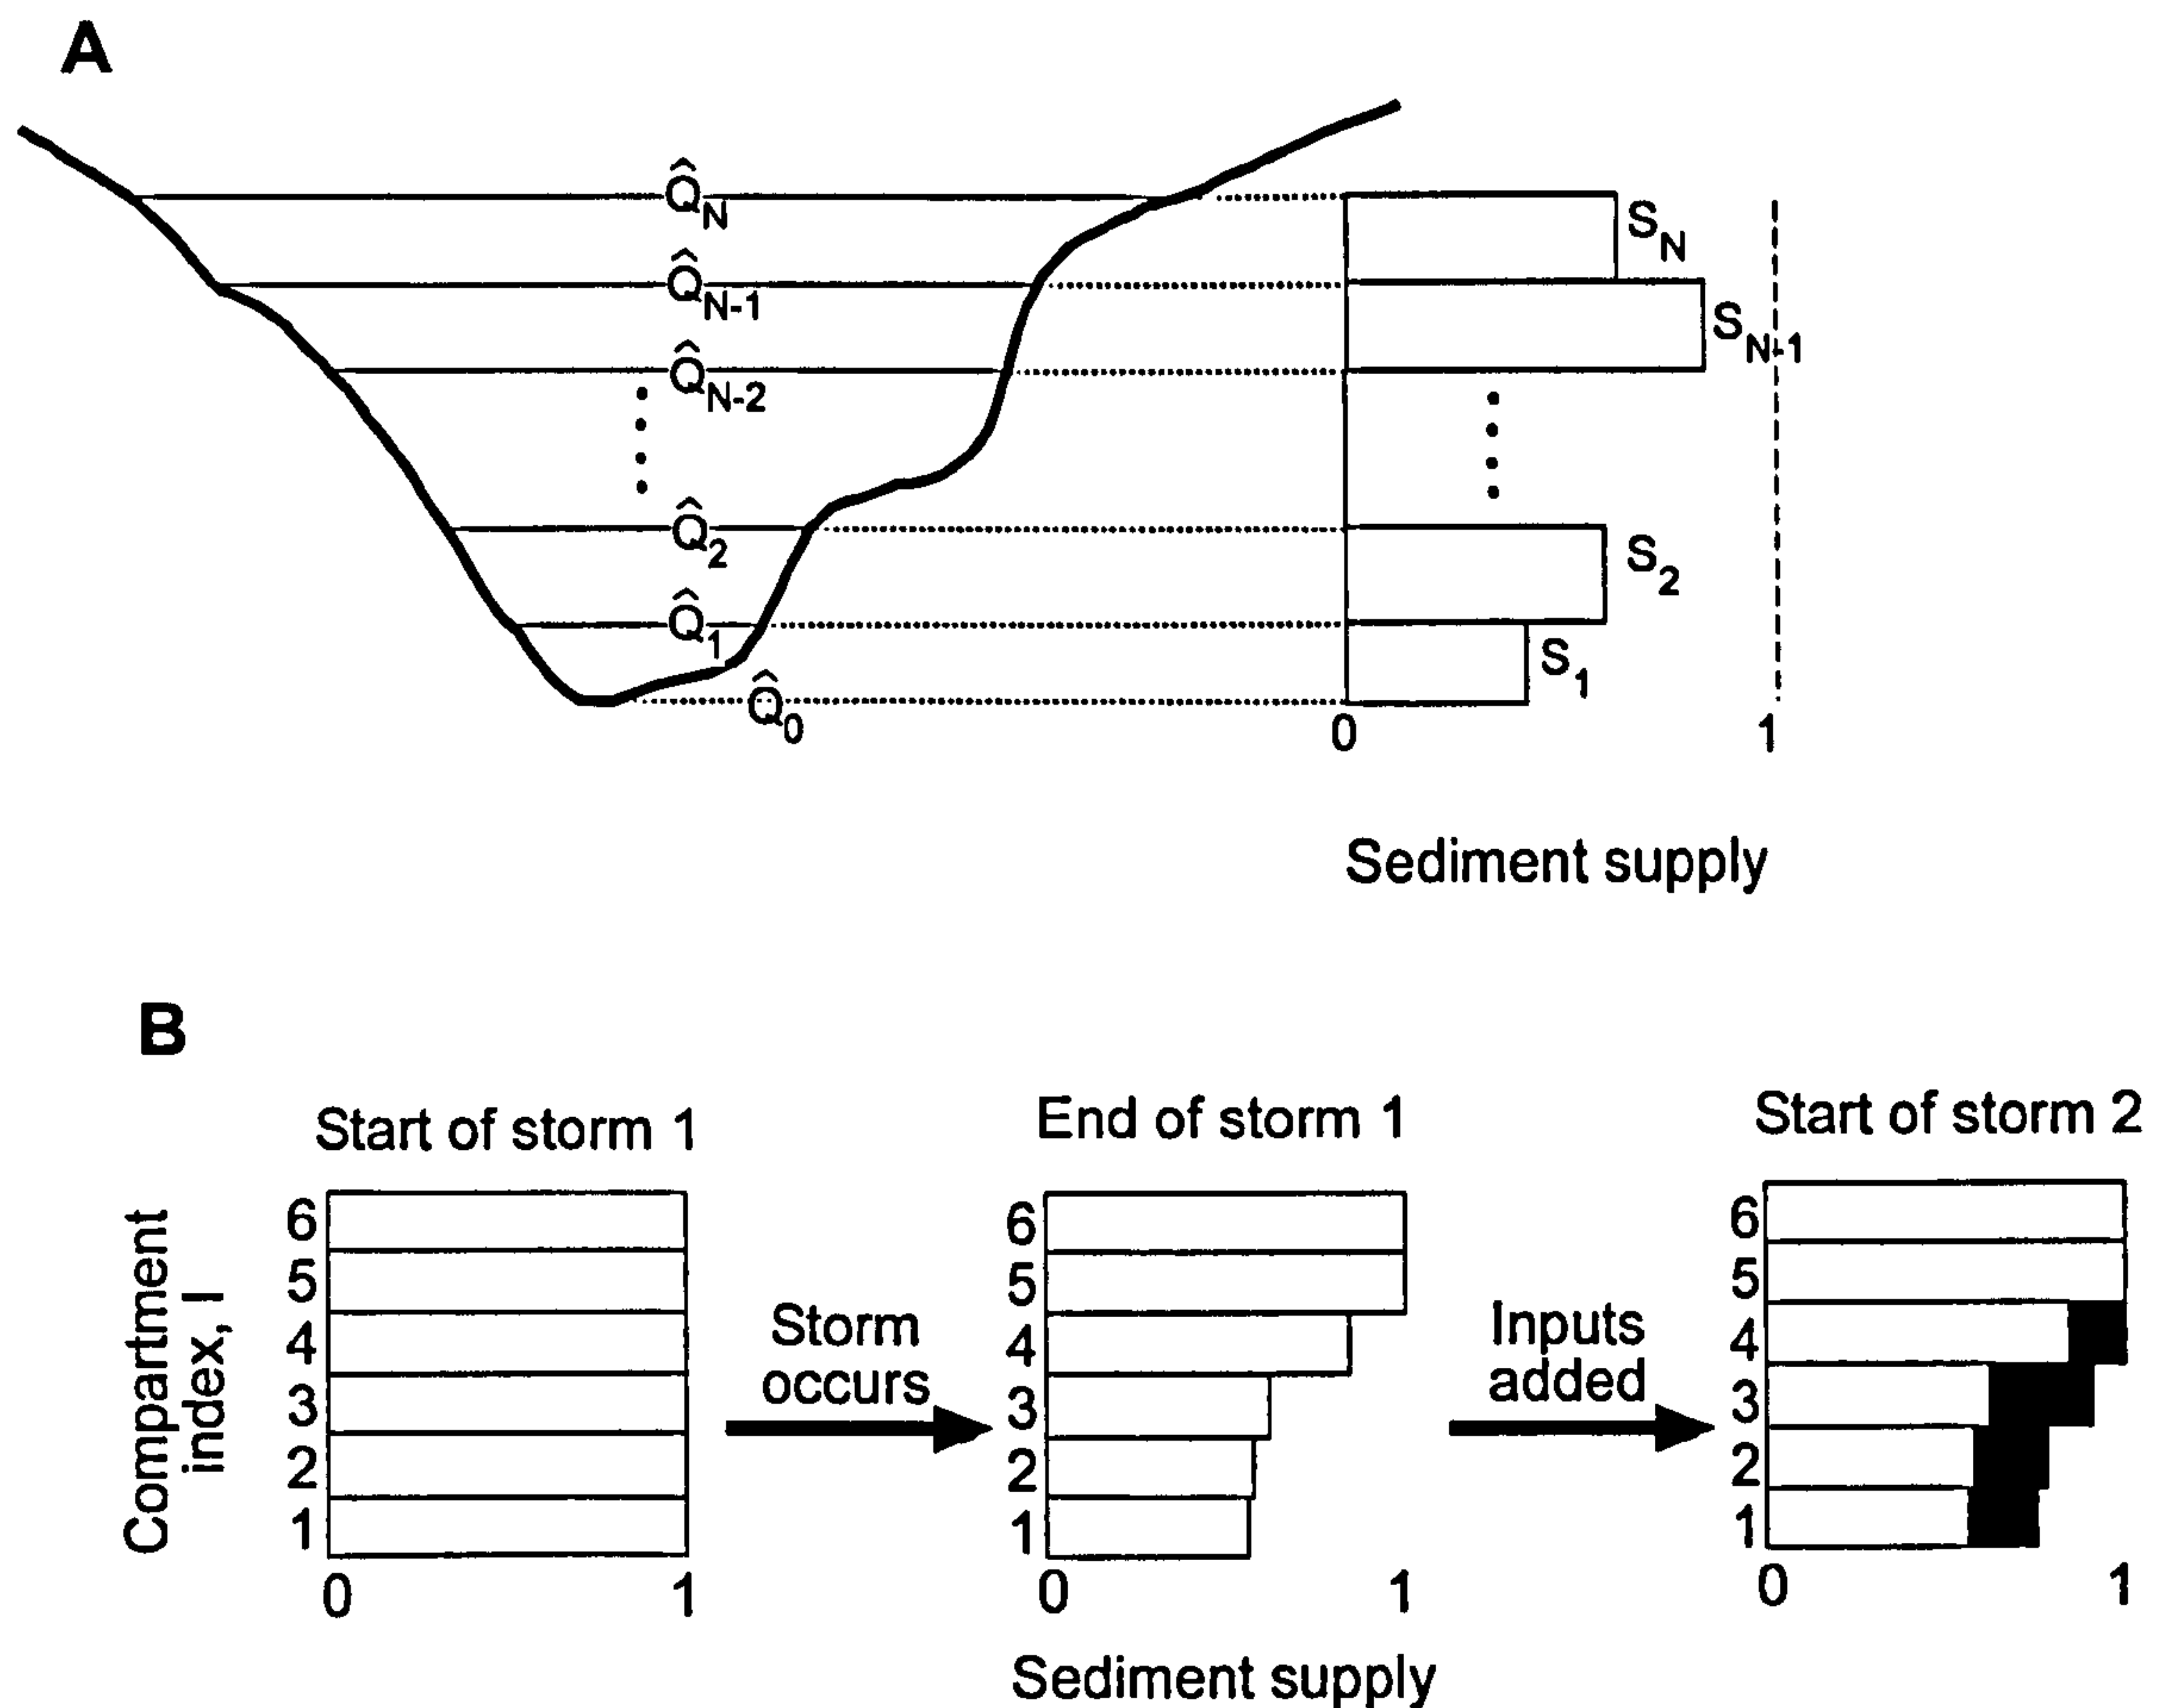 A
Q̂N
SN
Q̂N-1
SN-1
Q̂N-2
Q̂2
S2
Q̂1
S1
Q̂0
0 1
Sediment supply
B
Start of storm 1
End of storm 1
Start of storm 2
Compartment
index, I
6
5
4
3
2
1
0 1
Storm
occurs
6
5
4
3
2
1
0 1
Sediment supply
Inputs
added
6
5
4
3
2
1
0 1